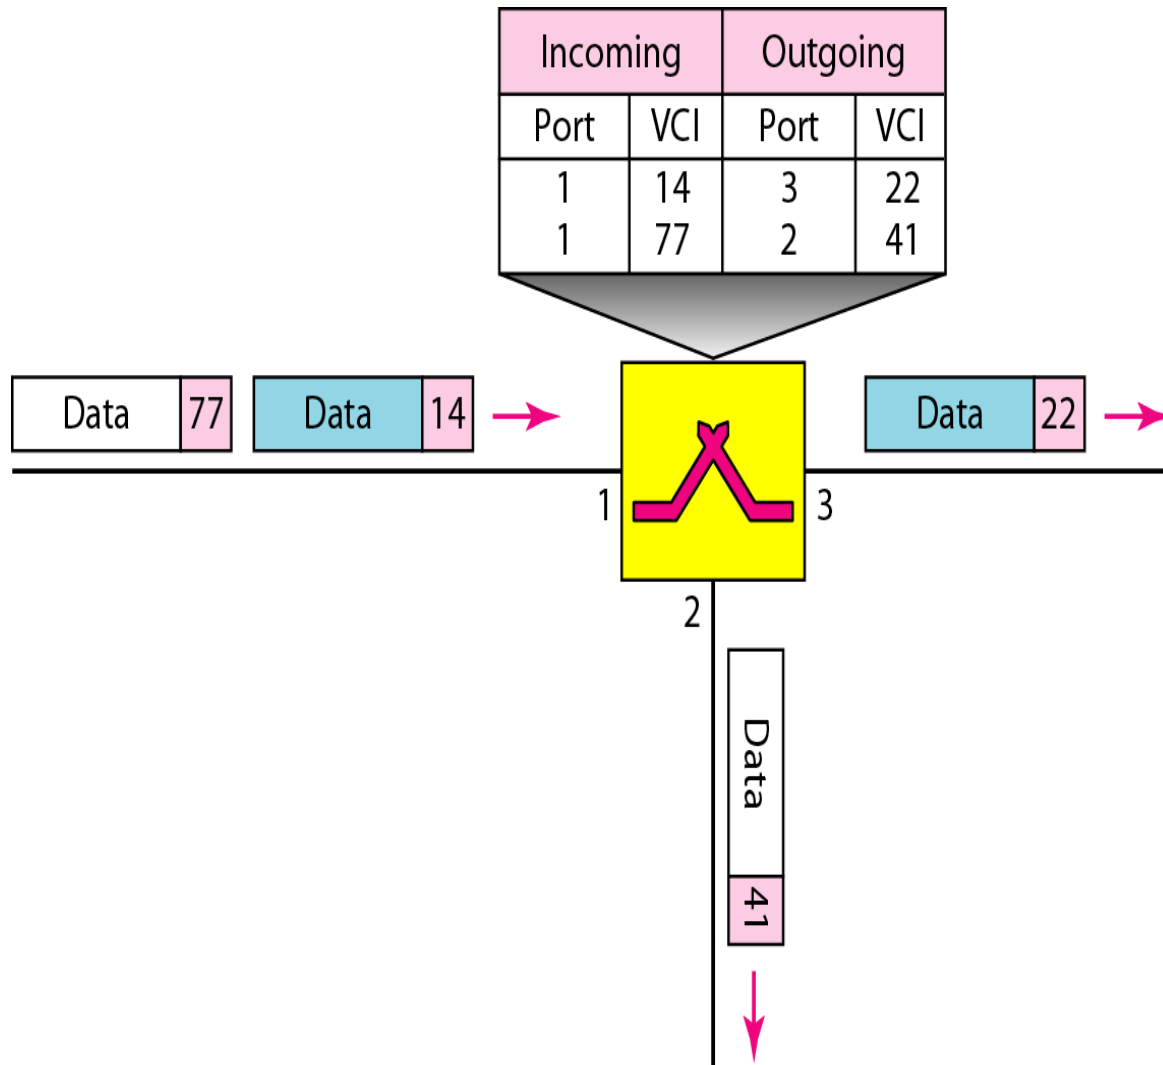 Incoming Outgoing
Port VCI Port VCI
1 14 3 22
1 77 2 41
Data 77 Data 14 Data 22
1 3
2
Data 41